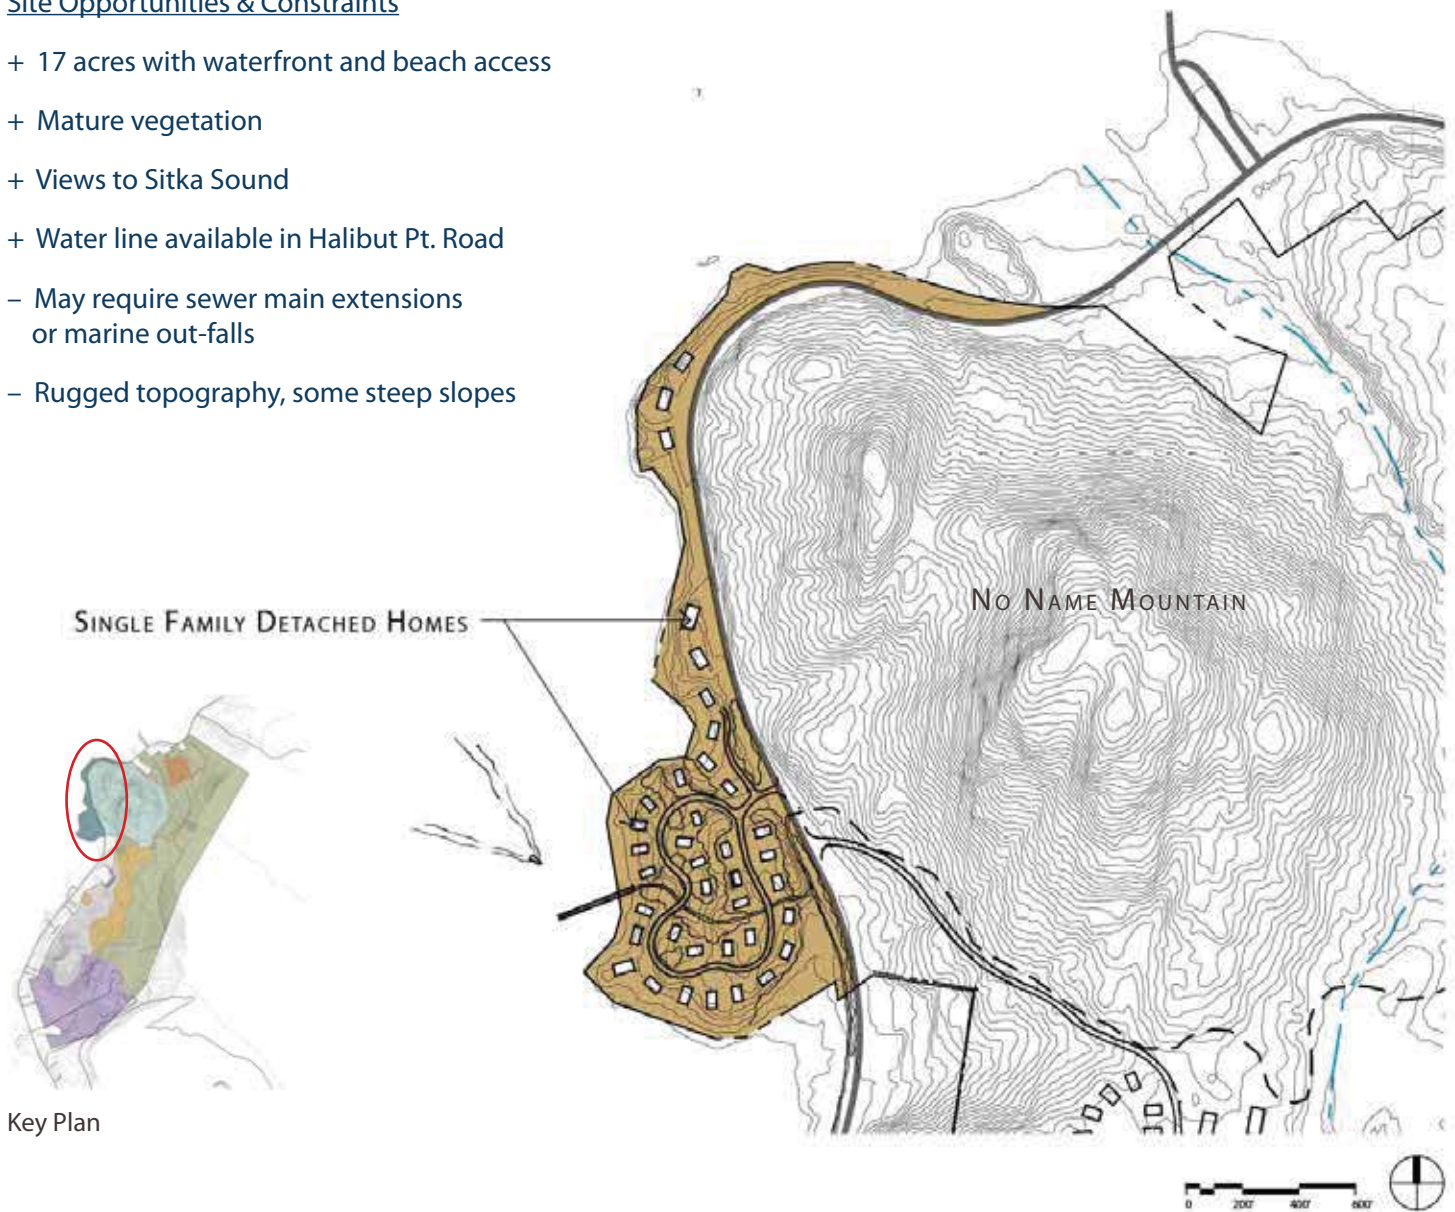 Site Opportunities & Constraints
+ 17 acres with waterfront and beach access
+ Mature vegetation
+ Views to Sitka Sound
+ Water line available in Halibut Pt. Road
– May require sewer main extensions
or marine out-falls
– Rugged topography, some steep slopes
No Name Mountain
Single Family Detached Homes
Key Plan
0 200' 400' 600'